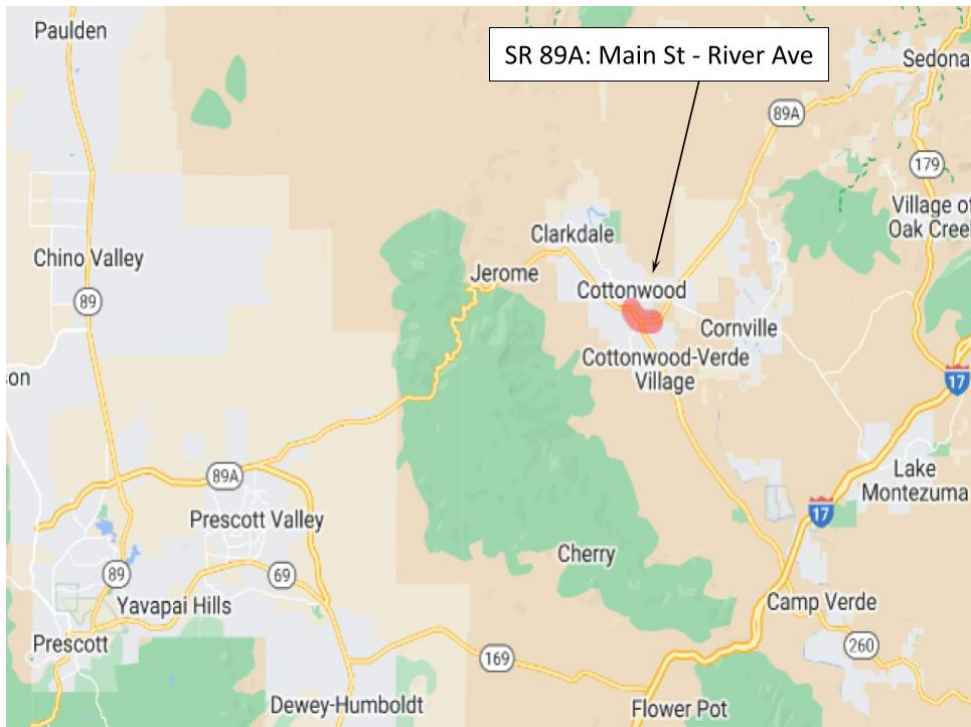 Paulden
SR 89A: Main St - River Ave
Sedona
89A
179
Village of
Oak Creek
Clarkdale
Chino Valley
Jerome
Cottonwood
89
Cornville
Cottonwood-Verde
Village
son
17
89A
Lake
Montezuma
Prescott Valley
17
Cherry
89
69
Yavapai Hills
Camp Verde
Prescott
260
169
Dewey-Humboldt
Flower Pot